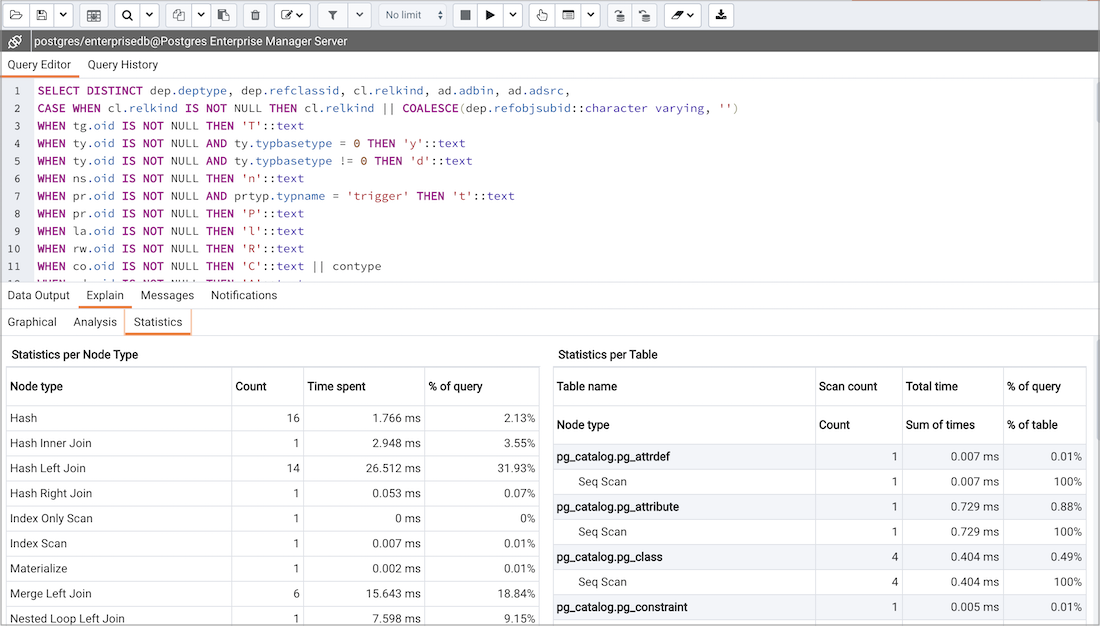 No limit
postgres/enterprisedb@Postgres Enterprise Manager Server
Query Editor Query History
1 SELECT DISTINCT dep.deptype, dep.refclassid, cl.relkind, ad.adbin, ad.adsrc,
2 CASE WHEN cl.relkind IS NOT NULL THEN cl.relkind || COALESCE(dep.refobjsubid::character varying, '')
3 WHEN tg.oid IS NOT NULL THEN 'T'::text
4 WHEN ty.oid IS NOT NULL AND ty.typbasetype = 0 THEN 'y'::text
5 WHEN ty.oid IS NOT NULL AND ty.typbasetype != 0 THEN 'd'::text
6 WHEN ns.oid IS NOT NULL THEN 'n'::text
7 WHEN pr.oid IS NOT NULL AND prtyp.typname = 'trigger' THEN 't'::text
8 WHEN pr.oid IS NOT NULL THEN 'P'::text
9 WHEN la.oid IS NOT NULL THEN 'l'::text
10 WHEN rw.oid IS NOT NULL THEN 'R'::text
11 WHEN co.oid IS NOT NULL THEN 'C'::text || contype
Data Output Explain Messages Notifications
Graphical Analysis Statistics
Statistics per Node Type
Node type Count Time spent % of query
Hash 16 1.766 ms 2.13%
Hash Inner Join 1 2.948 ms 3.55%
Hash Left Join 14 26.512 ms 31.93%
Hash Right Join 1 0.053 ms 0.07%
Index Only Scan 1 0 ms 0%
Index Scan 1 0.007 ms 0.01%
Materialize 1 0.002 ms 0.01%
Merge Left Join 6 15.643 ms 18.84%
Nested Loop Left Join 1 7.598 ms 9.15%
Statistics per Table
Table name Scan count Total time % of query
Node type Count Sum of times % of table
pg_catalog.pg_attrdef 1 0.007 ms 0.01%
Seq Scan 1 0.007 ms 100%
pg_catalog.pg_attribute 1 0.729 ms 0.88%
Seq Scan 1 0.729 ms 100%
pg_catalog.pg_class 4 0.404 ms 0.49%
Seq Scan 4 0.404 ms 100%
pg_catalog.pg_constraint 1 0.005 ms 0.01%